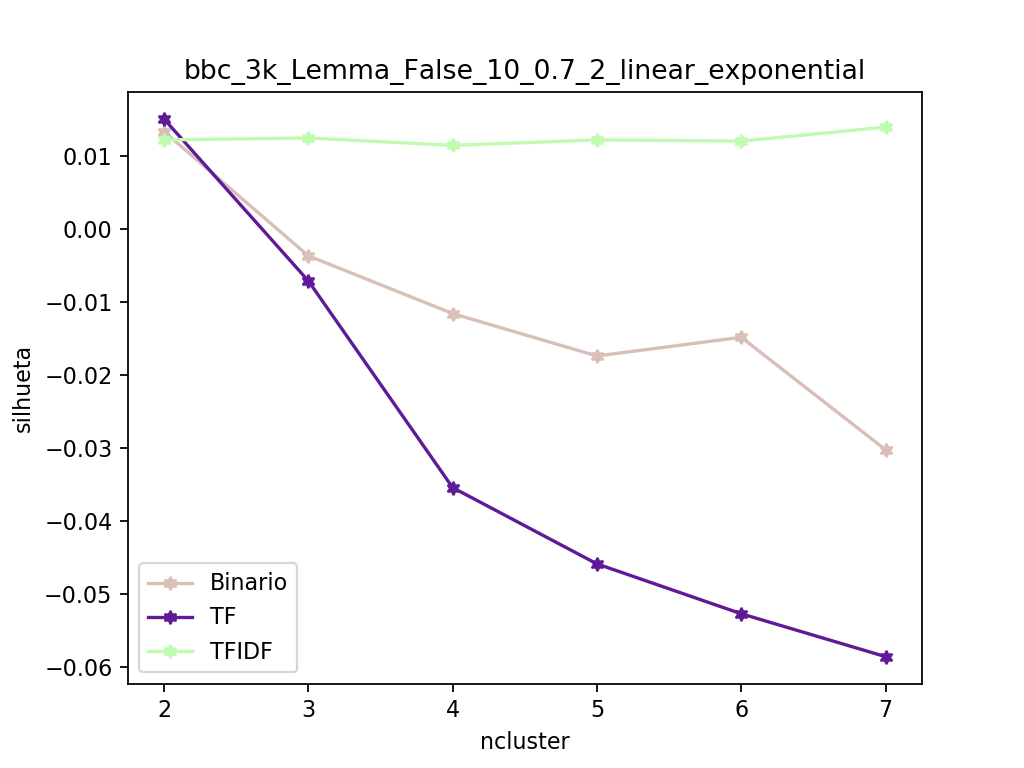 bbc_3k_Lemma_False_10_0.7_2_linear_exponential
silhueta
0.01
0.00
−0.01
−0.02
−0.03
−0.04
−0.05
−0.06
Binario
TF
TFIDF
2 3 4 5 6 7
ncluster